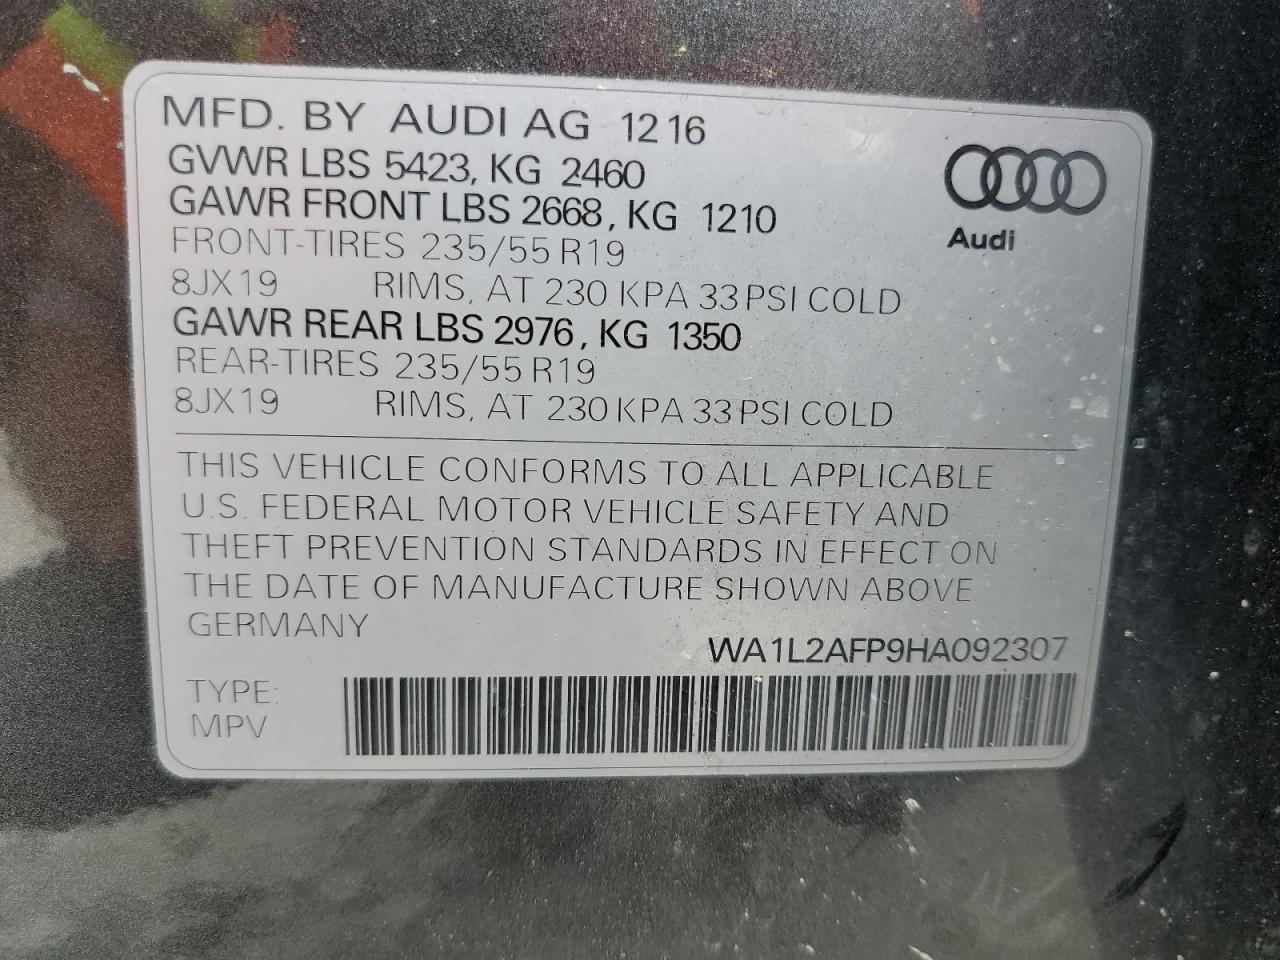 MFD. BY AUDI AG 12 16
GVWR LBS 5423, KG 2460
GAWR FRONT LBS 2668, KG 1210
FRONT-TIRES 235/55 R19
8JX19 RIMS, AT 230 KPA 33 PSI COLD
GAWR REAR LBS 2976, KG 1350
REAR-TIRES 235/55 R19
8JX19 RIMS, AT 230 KPA 33 PSI COLD
Audi
THIS VEHICLE CONFORMS TO ALL APPLICABLE
U.S. FEDERAL MOTOR VEHICLE SAFETY AND
THEFT PREVENTION STANDARDS IN EFFECT ON
THE DATE OF MANUFACTURE SHOWN ABOVE.
GERMANY
WA1L2AFP9HA092307
TYPE:
MPV